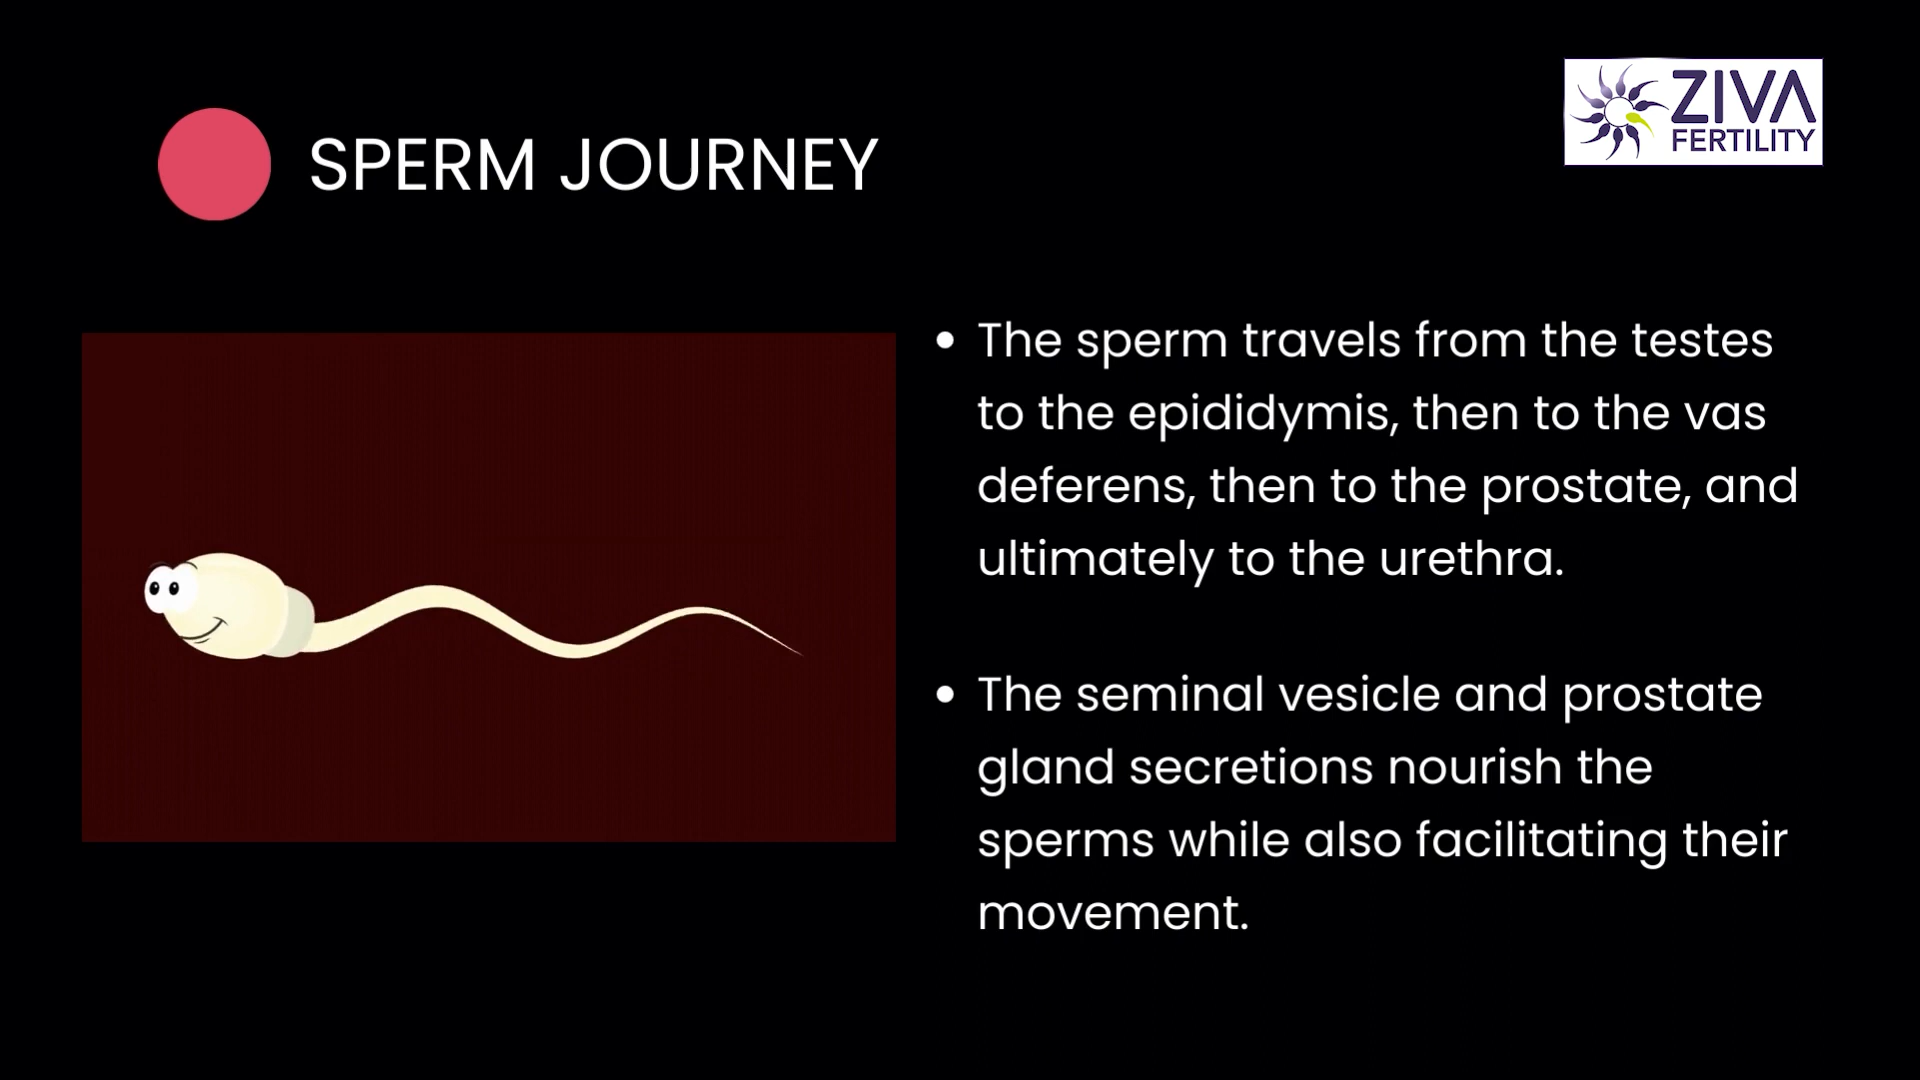 ZIVA
FERTILITY
SPERM JOURNEY
• The sperm travels from the testes
to the epididymis, then to the vas
deferens, then to the prostate, and
ultimately to the urethra.
• The seminal vesicle and prostate
gland secretions nourish the
sperms while also facilitating their
movement.